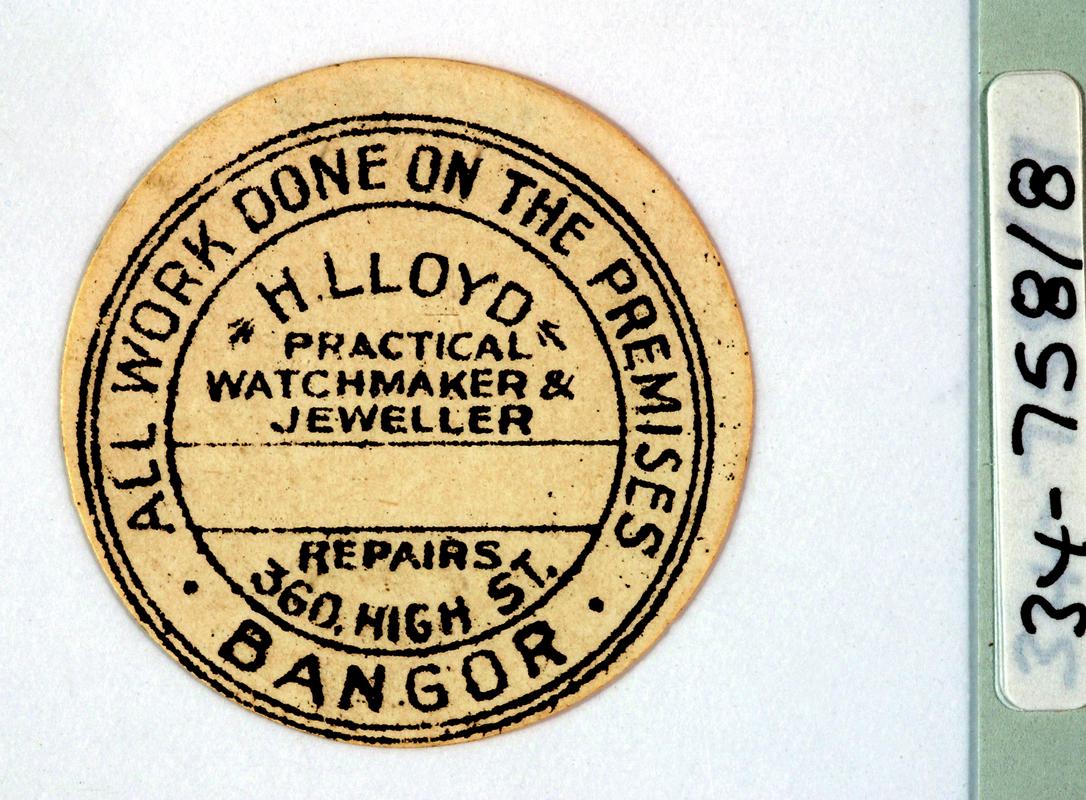 ALL WORK DONE ON THE PREMISES
H. LLOYD
PRACTICAL
WATCHMAKER &
JEWELLER
REPAIRS
360, HIGH ST.
BANGOR
34-758/8